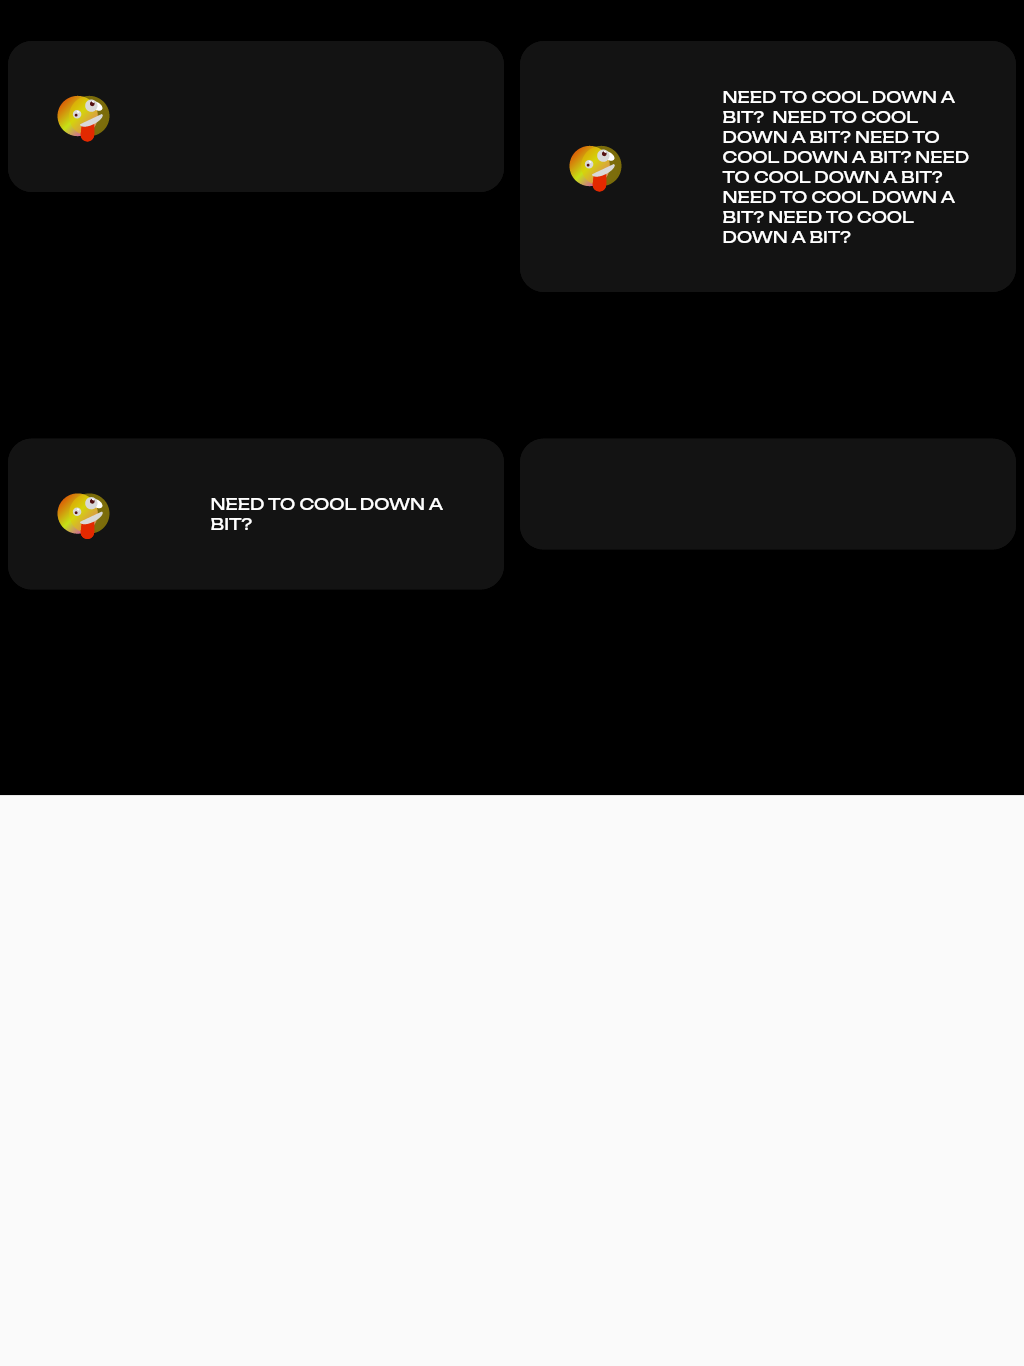 NEED TO COOL DOWN A
BIT?  NEED TO COOL
DOWN A BIT? NEED TO
COOL DOWN A BIT? NEED
TO COOL DOWN A BIT?
NEED TO COOL DOWN A
BIT? NEED TO COOL
DOWN A BIT?
NEED TO COOL DOWN A
BIT?